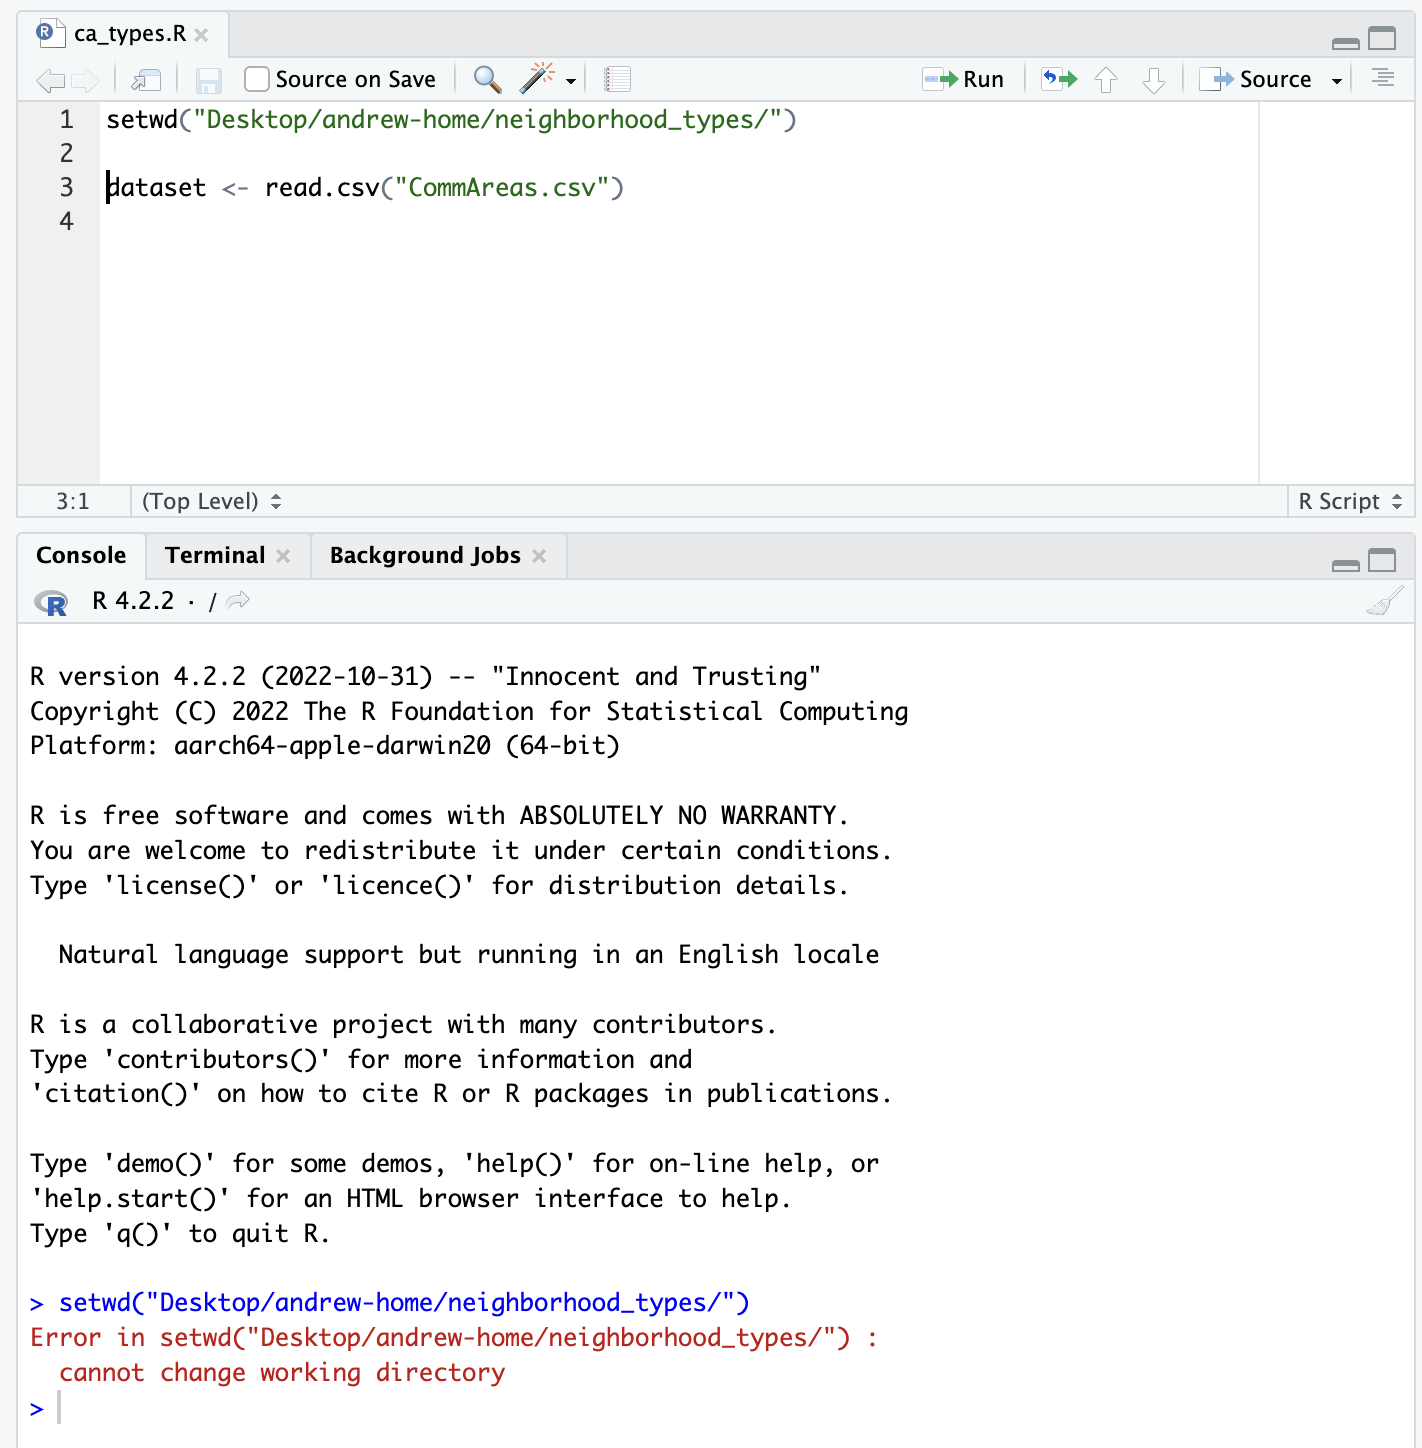 ca_types.R
Source on Save
Run
Source
1 setwd("Desktop/andrew-home/neighborhood_types/")
2
3 dataset <- read.csv("CommAreas.csv")
4
3:1 (Top Level) R Script
Console Terminal Background Jobs
R 4.2.2 · /
R version 4.2.2 (2022-10-31) -- "Innocent and Trusting"
Copyright (C) 2022 The R Foundation for Statistical Computing
Platform: aarch64-apple-darwin20 (64-bit)
R is free software and comes with ABSOLUTELY NO WARRANTY.
You are welcome to redistribute it under certain conditions.
Type 'license()' or 'licence()' for distribution details.
Natural language support but running in an English locale
R is a collaborative project with many contributors.
Type 'contributors()' for more information and
'citation()' on how to cite R or R packages in publications.
Type 'demo()' for some demos, 'help()' for on-line help, or
'help.start()' for an HTML browser interface to help.
Type 'q()' to quit R.
> setwd("Desktop/andrew-home/neighborhood_types/")
Error in setwd("Desktop/andrew-home/neighborhood_types/") :
cannot change working directory
>